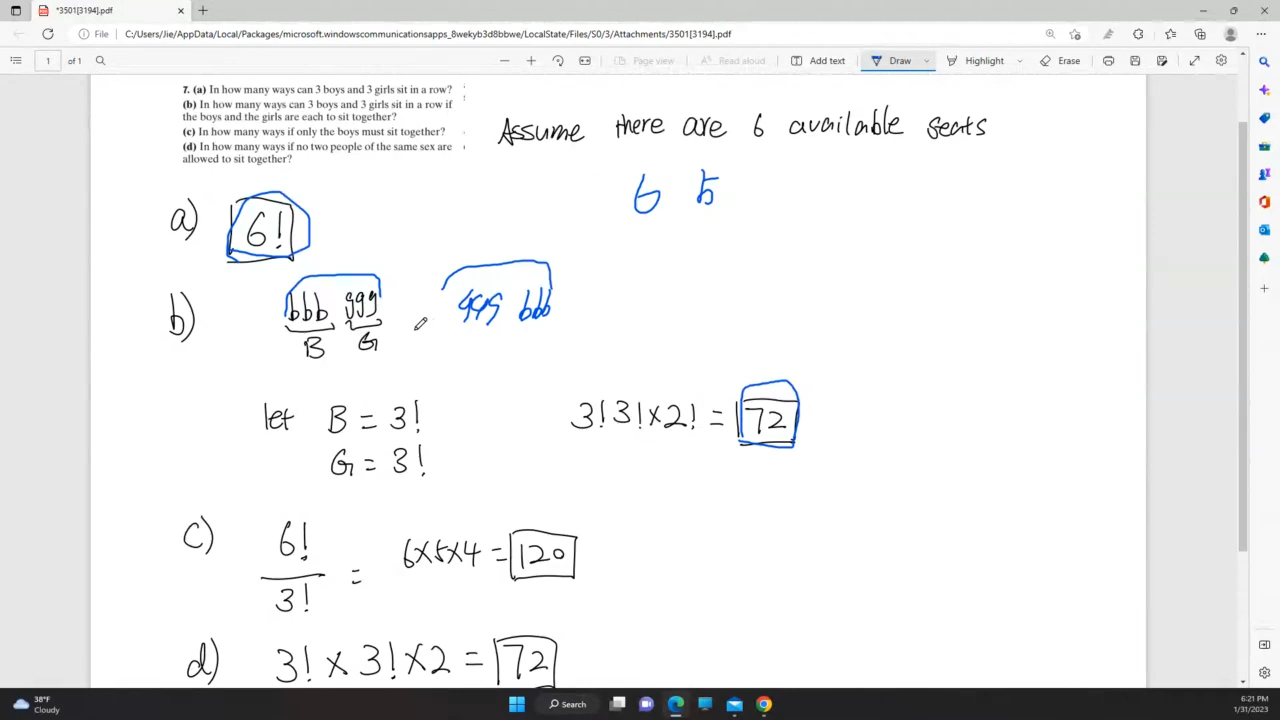 *3501[3194].pdf
File
C:/Users/Jie/AppData/Local/Packages/microsoft.windowscommunicationsapps_8wekyb3d8bbwe/LocalState/Files/S0/3/Attachments/3501[3194].pdf
1 of 1
Page view
Read aloud
Add text
Draw
Highlight
Erase
7. (a) In how many ways can 3 boys and 3 girls sit in a row?
(b) In how many ways can 3 boys and 3 girls sit in a row if
the boys and the girls are each to sit together?
(c) In how many ways if only the boys must sit together?
(d) In how many ways if no two people of the same sex are
allowed to sit together?
Assume there are 6 available seats
6 5
a) 6!
b) bbb ggg , ggg bbb
B G
let B = 3! 3!3!×2! = 72
G = 3!
c) 6!
3! = 6×5×4 = 120
d) 3! × 3! × 2 = 72
38°F
Cloudy
Search
6:21 PM
1/31/2023